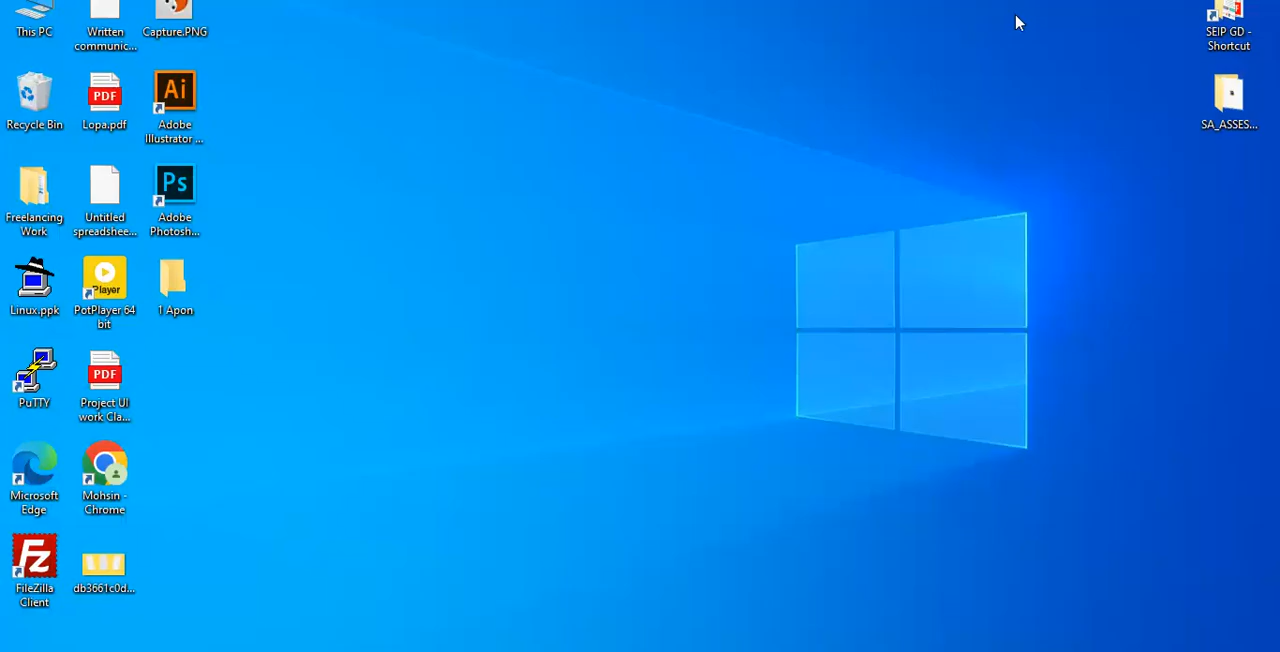 This PC
Written
communic...
Capture.PNG
SEIP GD -
Shortcut
Recycle Bin
PDF
Lopa.pdf
Ai
Adobe
Illustrator ...
SA_ASSES...
Freelancing
Work
Untitled
spreadshee...
Ps
Adobe
Photosh...
Linux.ppk
Player
PotPlayer 64
bit
1 Apon
PuTTY
PDF
Project UI
work Cla...
Microsoft
Edge
Mohsin -
Chrome
Fz
FileZilla
Client
db3661c0d...